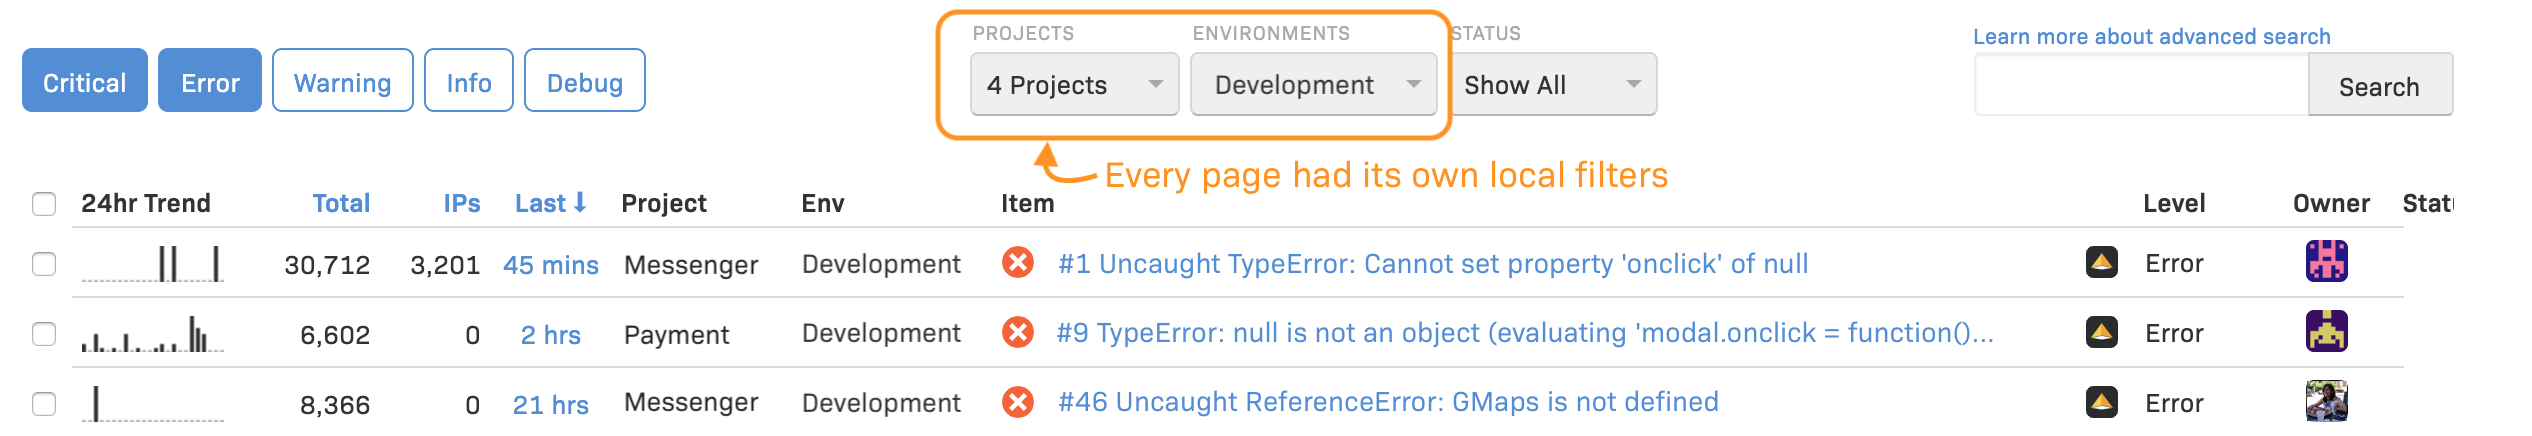 PROJECTS ENVIRONMENTS STATUS
Learn more about advanced search
Critical Error Warning Info Debug 4 Projects Development Show All Search
Every page had its own local filters
24hr Trend Total IPs Last Project Env Item Level Owner
30,712 3,201 45 mins Messenger Development #1 Uncaught TypeError: Cannot set property 'onclick' of null Error
6,602 0 2 hrs Payment Development #9 TypeError: null is not an object (evaluating 'modal.onclick = function()... Error
8,366 0 21 hrs Messenger Development #46 Uncaught ReferenceError: GMaps is not defined Error